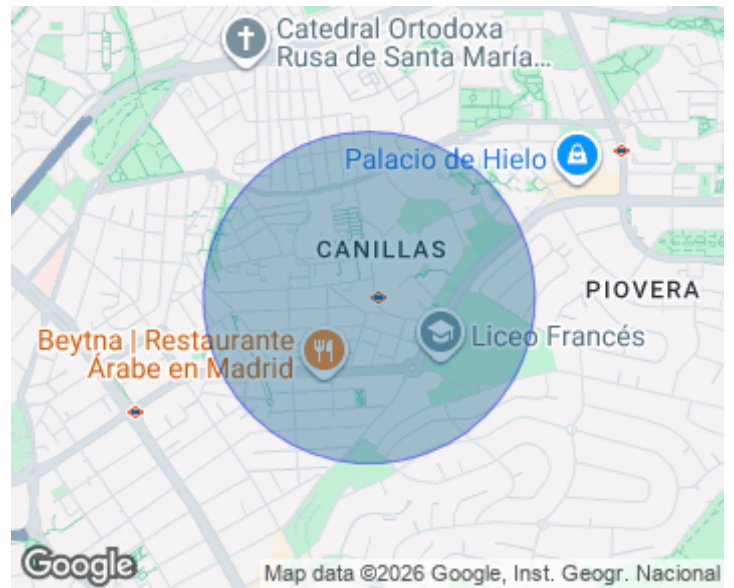 Catedral Ortodoxa
Rusa de Santa María...
Palacio de Hielo
CANILLAS
PIOVERA
Beytna | Restaurante
Árabe en Madrid
Liceo Francés
Google
Map data ©2026 Google, Inst. Geogr. Nacional